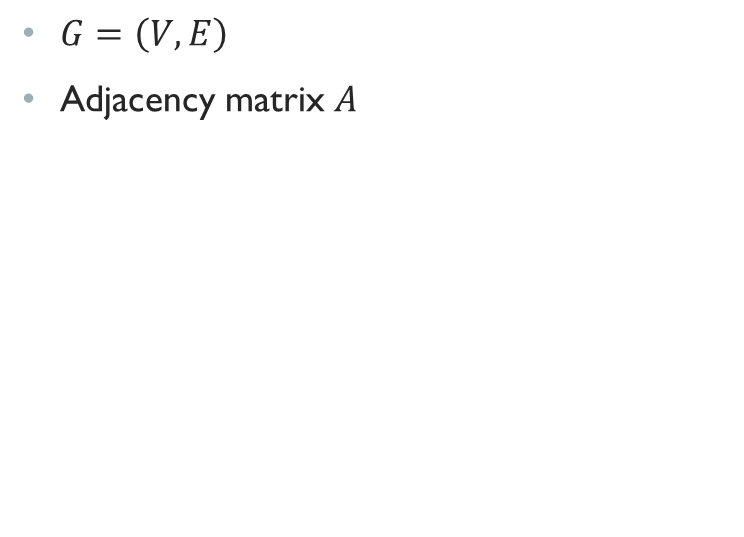 • G = (V, E)
• Adjacency matrix A